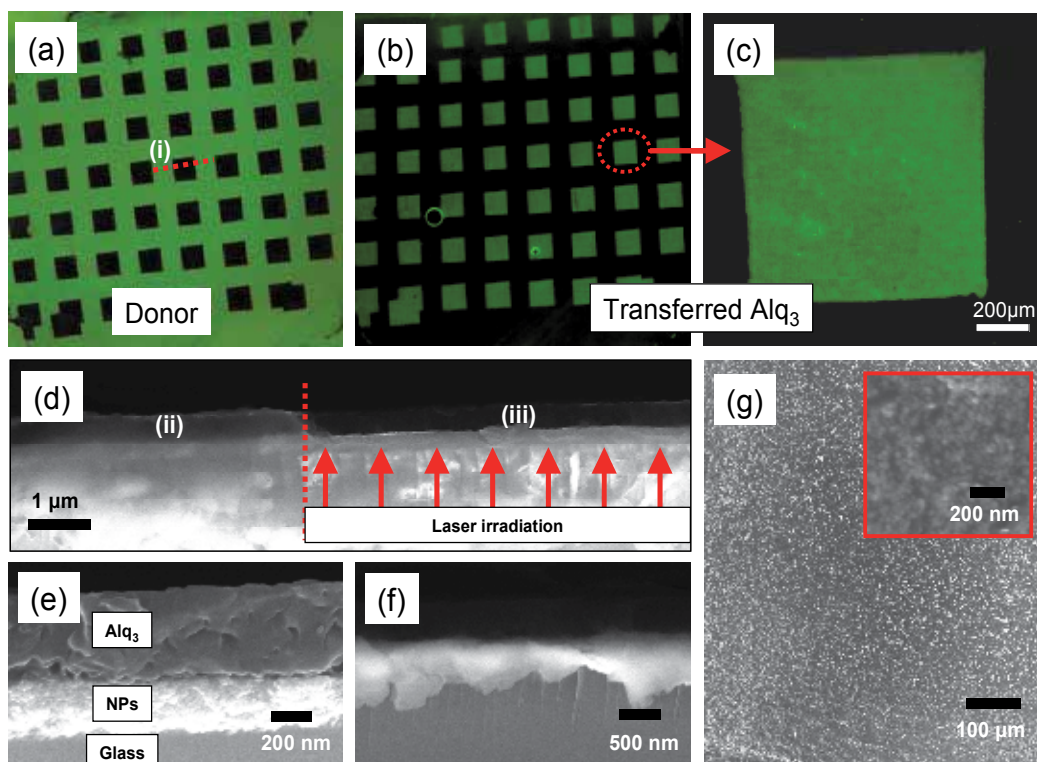 (a)
(b)
(c)
(i)
Donor
Transferred Alq₃
200μm
(d)
(ii)
(iii)
1 μm
Laser irradiation
(g)
200 nm
100 μm
(e)
Alq₃
NPs
Glass
200 nm
(f)
500 nm